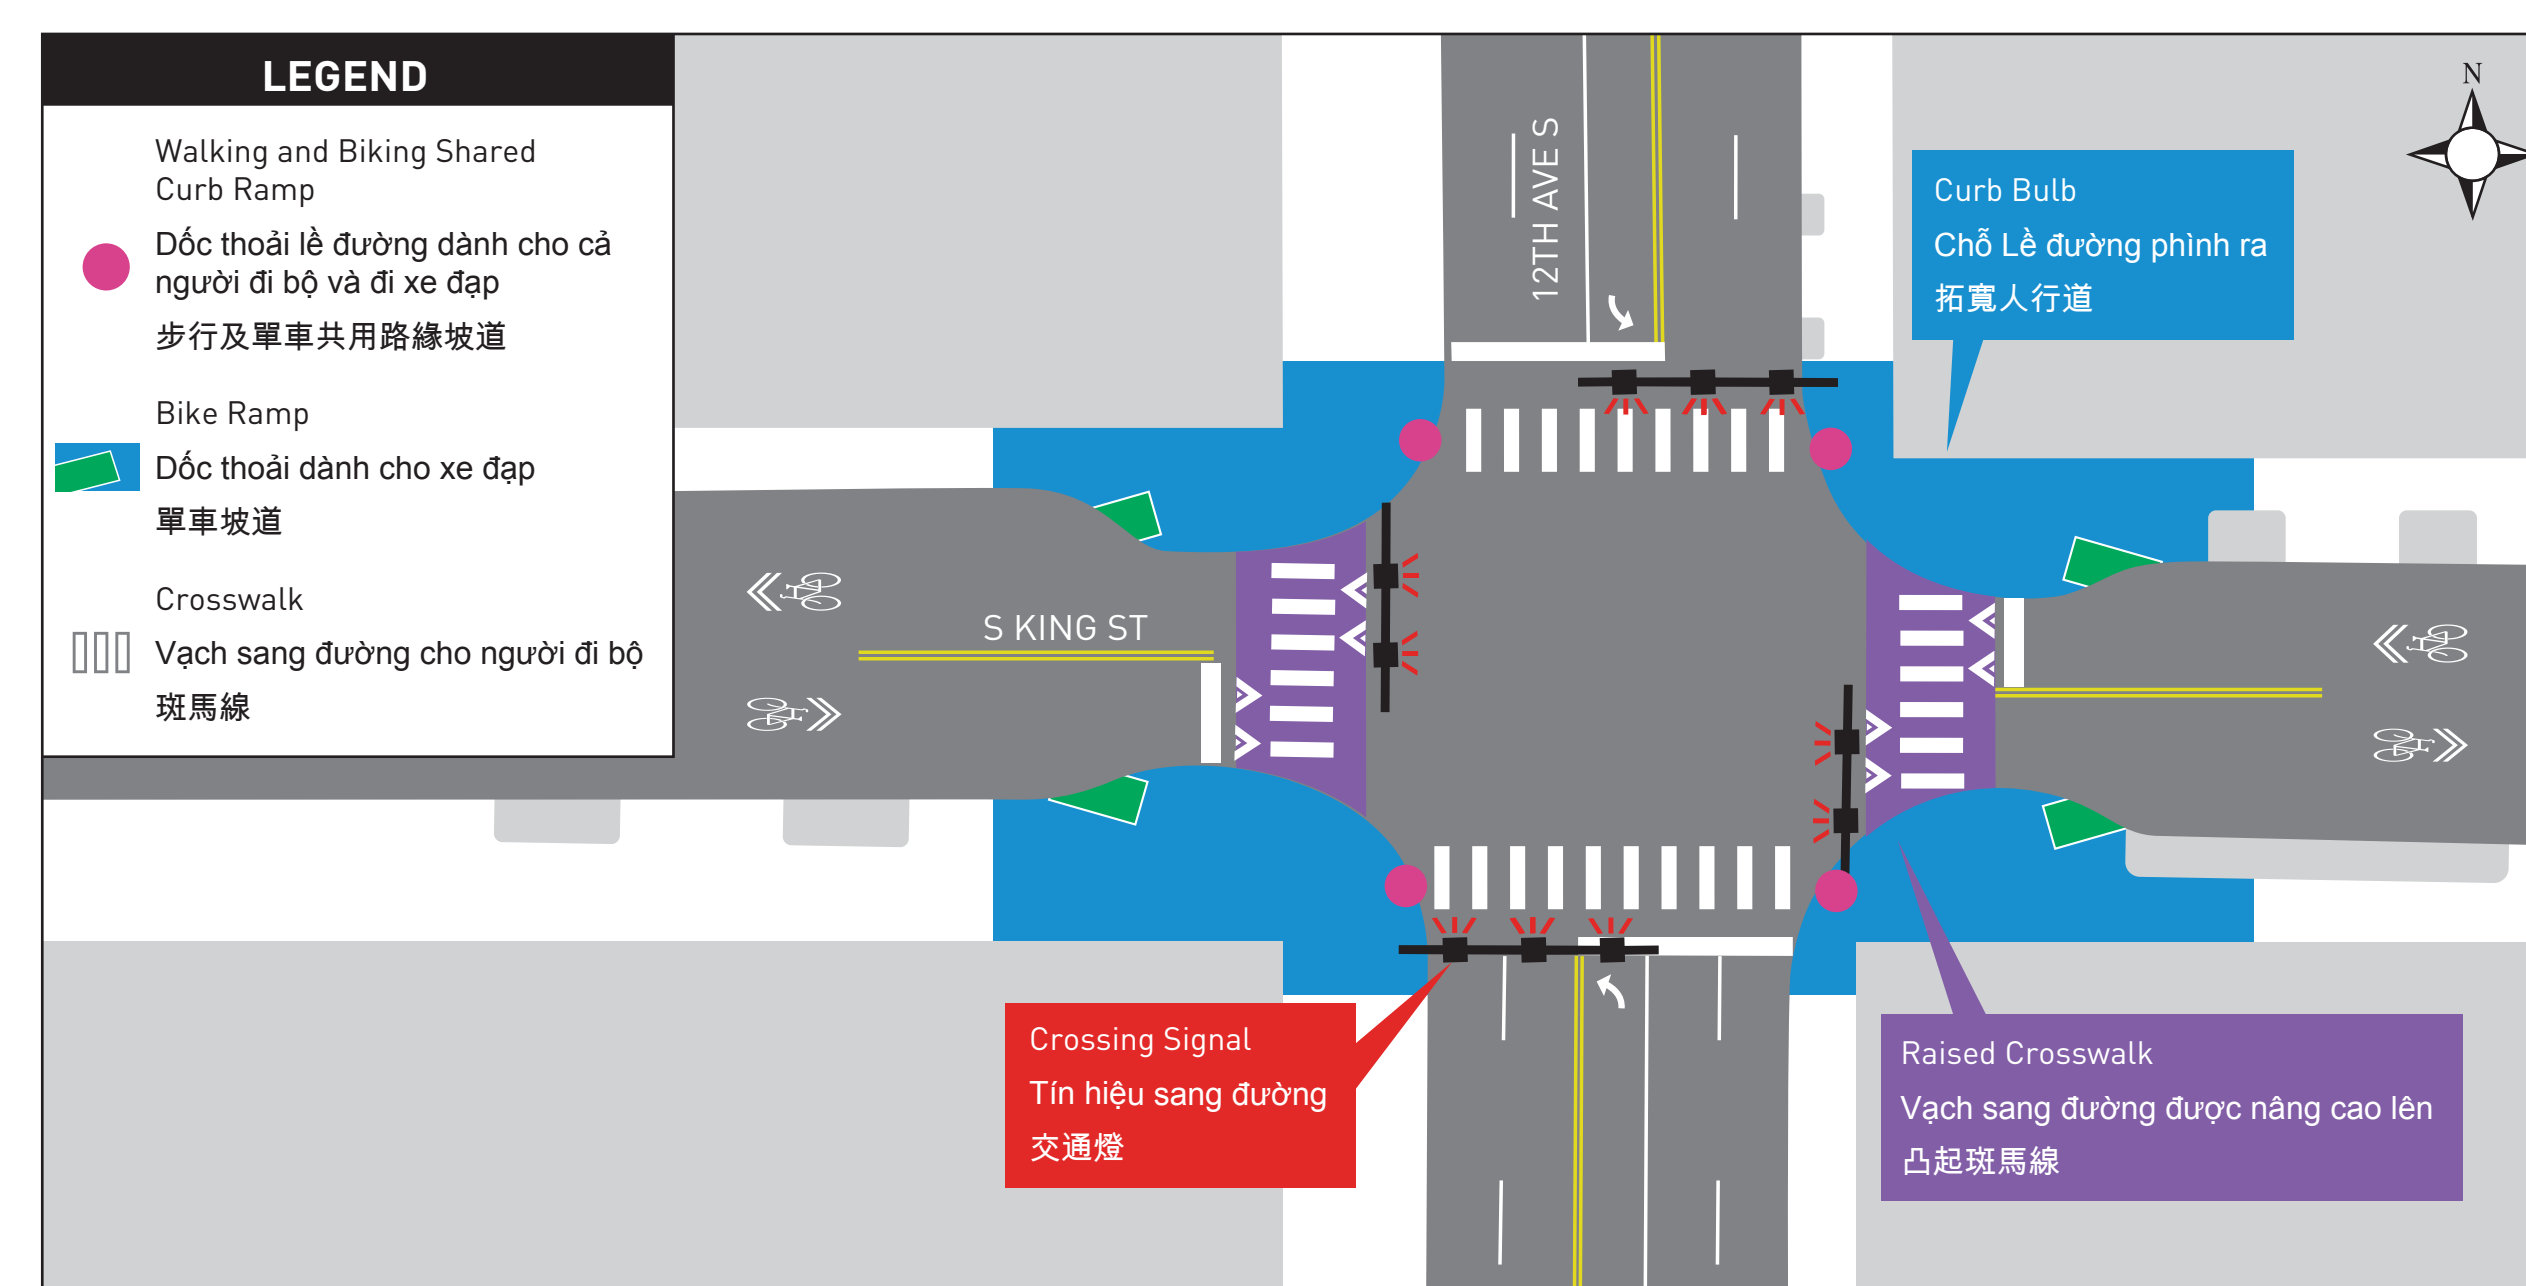 LEGEND
Walking and Biking Shared
Curb Ramp
Dốc thoải lề đường dành cho cả
người đi bộ và đi xe đạp
步行及單車共用路緣坡道
Bike Ramp
Dốc thoải dành cho xe đạp
單車坡道
Crosswalk
Vạch sang đường cho người đi bộ
斑馬線
12TH AVE S
N
Curb Bulb
Chỗ Lề đường phình ra
拓寬人行道
S KING ST
Crossing Signal
Tín hiệu sang đường
交通燈
Raised Crosswalk
Vạch sang đường được nâng cao lên
凸起斑馬線